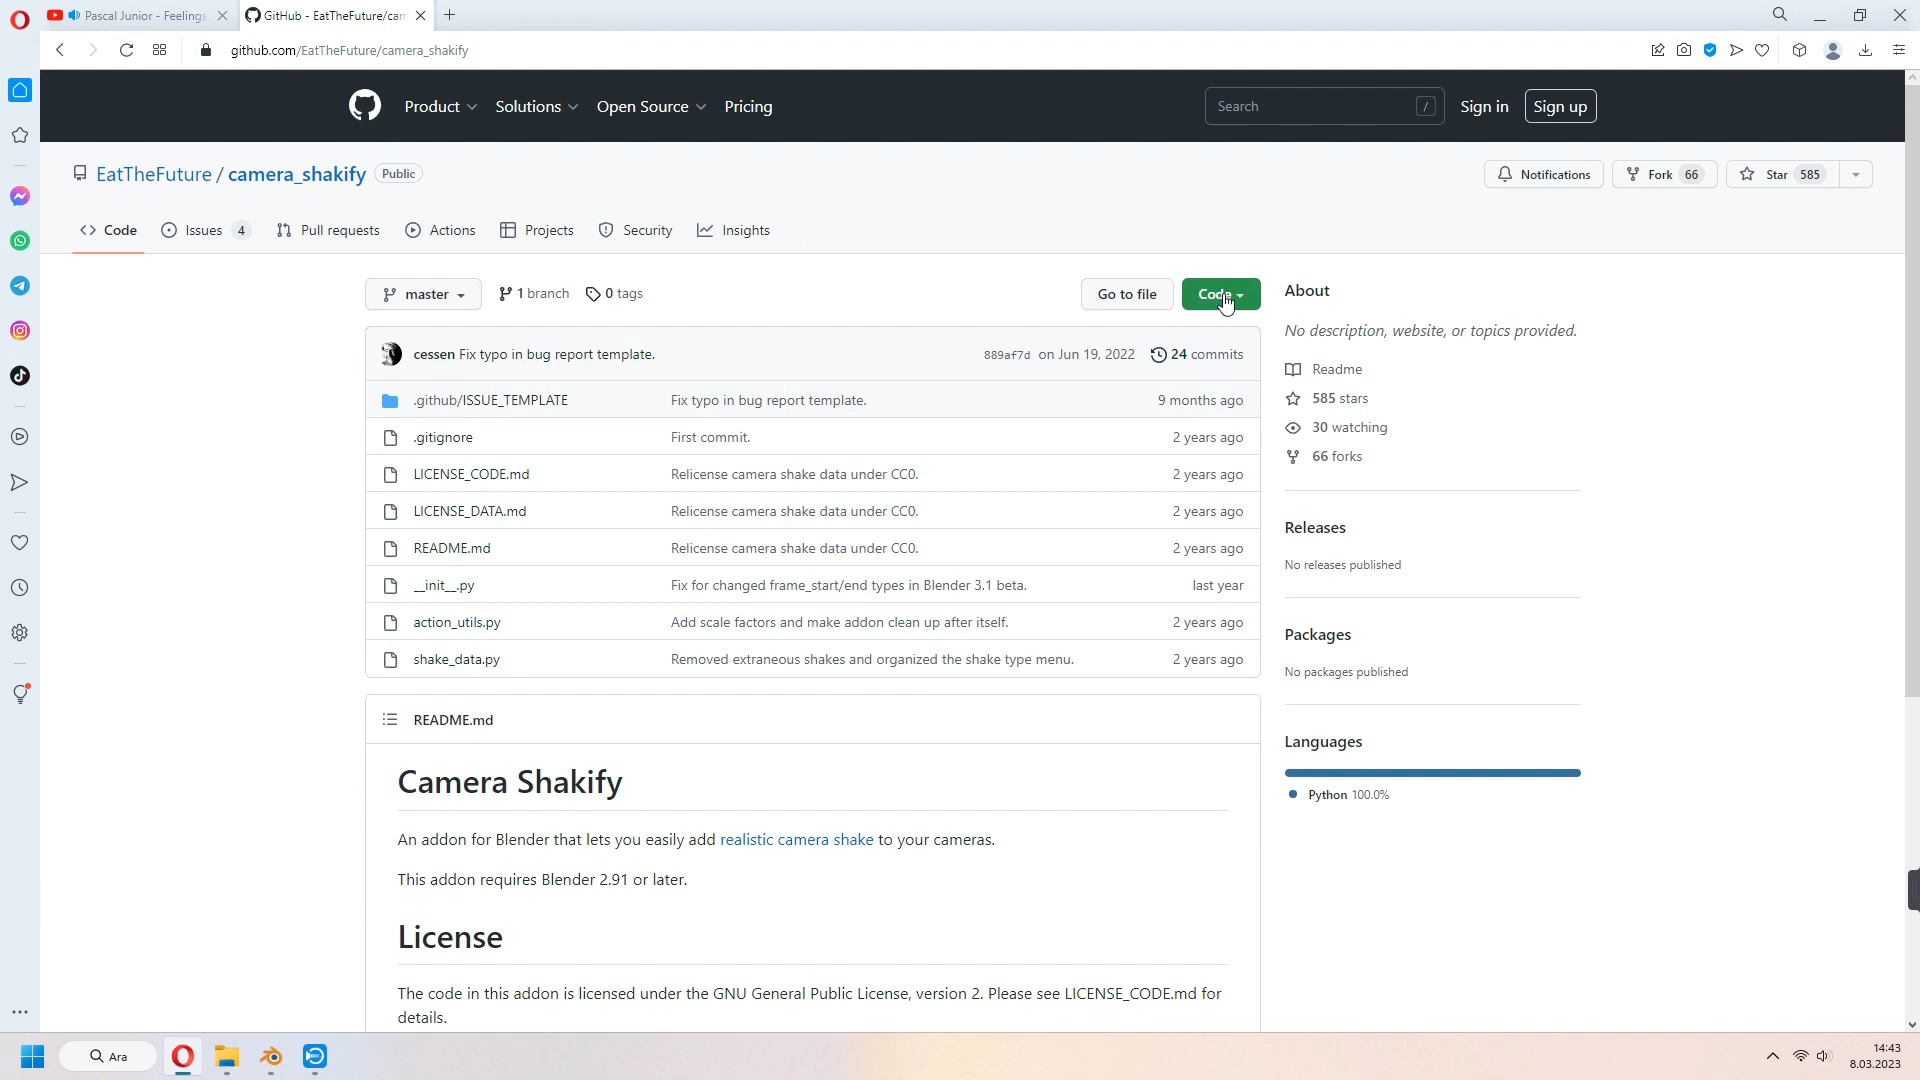 Pascal Junior - Feelings
GitHub - EatTheFuture/cam
github.com/EatTheFuture/camera_shakify
Product
Solutions
Open Source
Pricing
Search
/
Sign in
Sign up
EatTheFuture / camera_shakify
Public
Notifications
Fork 66
Star 585
Code
Issues 4
Pull requests
Actions
Projects
Security
Insights
master
1 branch
0 tags
Go to file
Code
cessen Fix typo in bug report template.
889af7d on Jun 19, 2022
24 commits
.github/ISSUE_TEMPLATE
Fix typo in bug report template.
9 months ago
.gitignore
First commit.
2 years ago
LICENSE_CODE.md
Relicense camera shake data under CC0.
2 years ago
LICENSE_DATA.md
Relicense camera shake data under CC0.
2 years ago
README.md
Relicense camera shake data under CC0.
2 years ago
__init__.py
Fix for changed frame_start/end types in Blender 3.1 beta.
last year
action_utils.py
Add scale factors and make addon clean up after itself.
2 years ago
shake_data.py
Removed extraneous shakes and organized the shake type menu.
2 years ago
README.md
Camera Shakify
An addon for Blender that lets you easily add realistic camera shake to your cameras.
This addon requires Blender 2.91 or later.
License
The code in this addon is licensed under the GNU General Public License, version 2. Please see LICENSE_CODE.md for
details.
About
No description, website, or topics provided.
Readme
585 stars
30 watching
66 forks
Releases
No releases published
Packages
No packages published
Languages
Python 100.0%
Ara
REC
14:43
8.03.2023